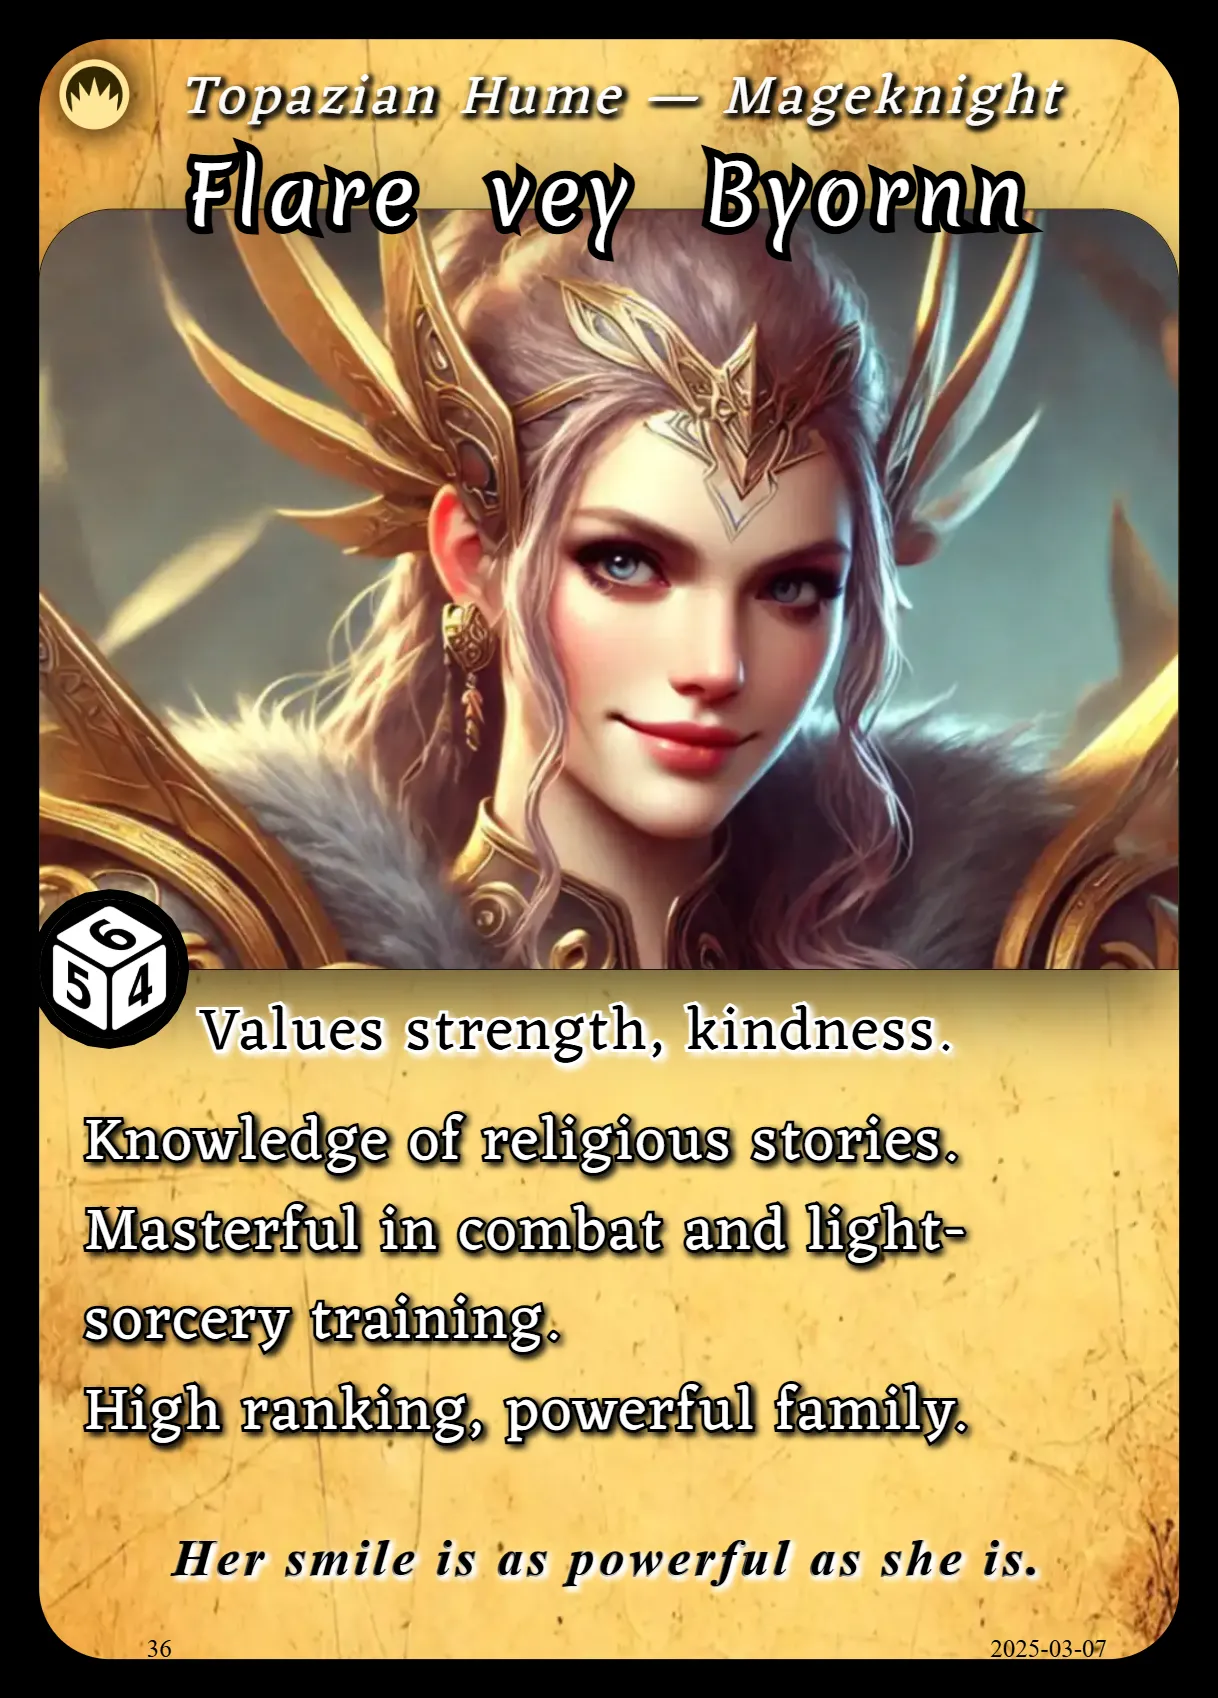 Topazian Hume — Mageknight
Flare vey Byornn
6
5 4
Values strength, kindness.
Knowledge of religious stories.
Masterful in combat and light-
sorcery training.
High ranking, powerful family.
Her smile is as powerful as she is.
36 2025-03-07